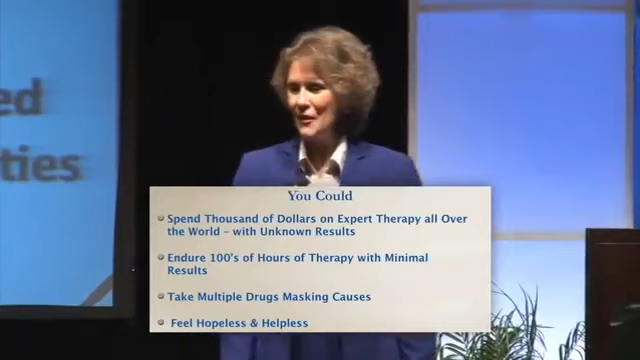 ed
ties
You Could
Spend Thousand of Dollars on Expert Therapy all Over
the World – with Unknown Results
Endure 100's of Hours of Therapy with Minimal
Results
Take Multiple Drugs Masking Causes
Feel Hopeless & Helpless